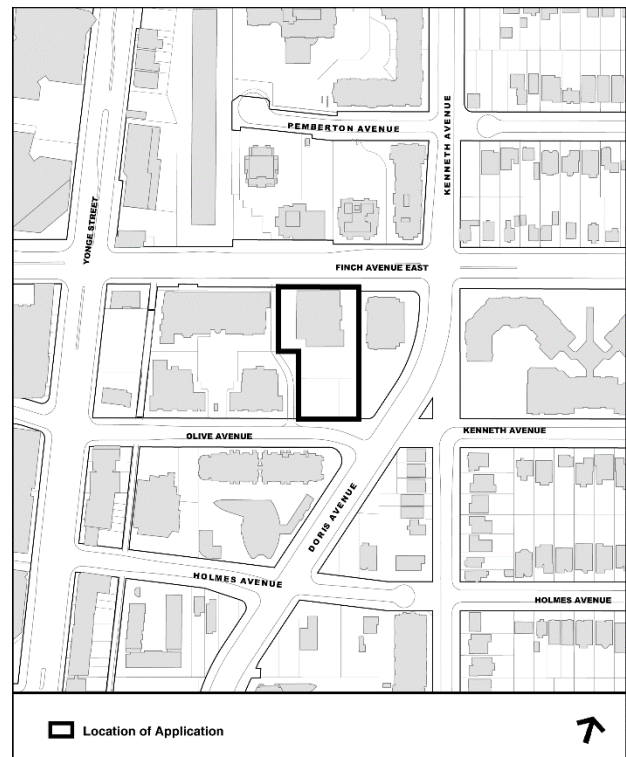 PEMBERTON AVENUE
KENNETH AVENUE
YONGE STREET
FINCH AVENUE EAST
OLIVE AVENUE
KENNETH AVENUE
DORIS AVENUE
HOLMES AVENUE
HOLMES AVENUE
Location of Application